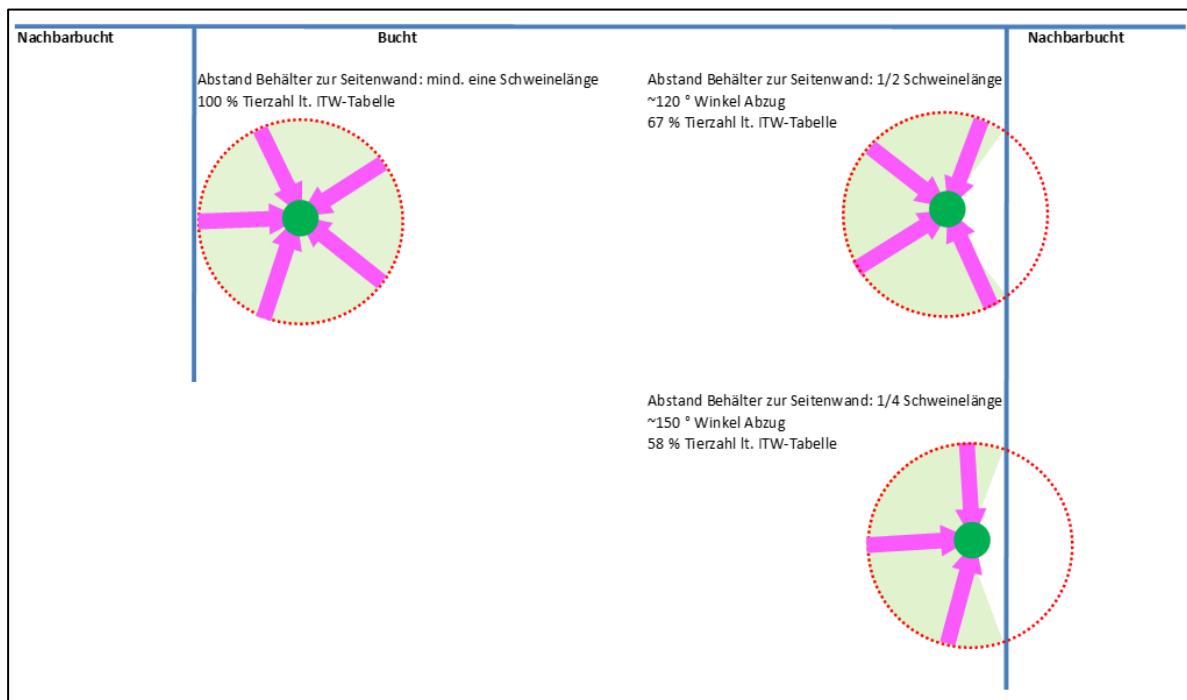 Nachbarbucht
Bucht
Nachbarbucht
Abstand Behälter zur Seitenwand: mind. eine Schweinelänge
100 % Tierzahl lt. ITW-Tabelle
Abstand Behälter zur Seitenwand: 1/2 Schweinelänge
~120 ° Winkel Abzug
67 % Tierzahl lt. ITW-Tabelle
Abstand Behälter zur Seitenwand: 1/4 Schweinelänge
~150 ° Winkel Abzug
58 % Tierzahl lt. ITW-Tabelle